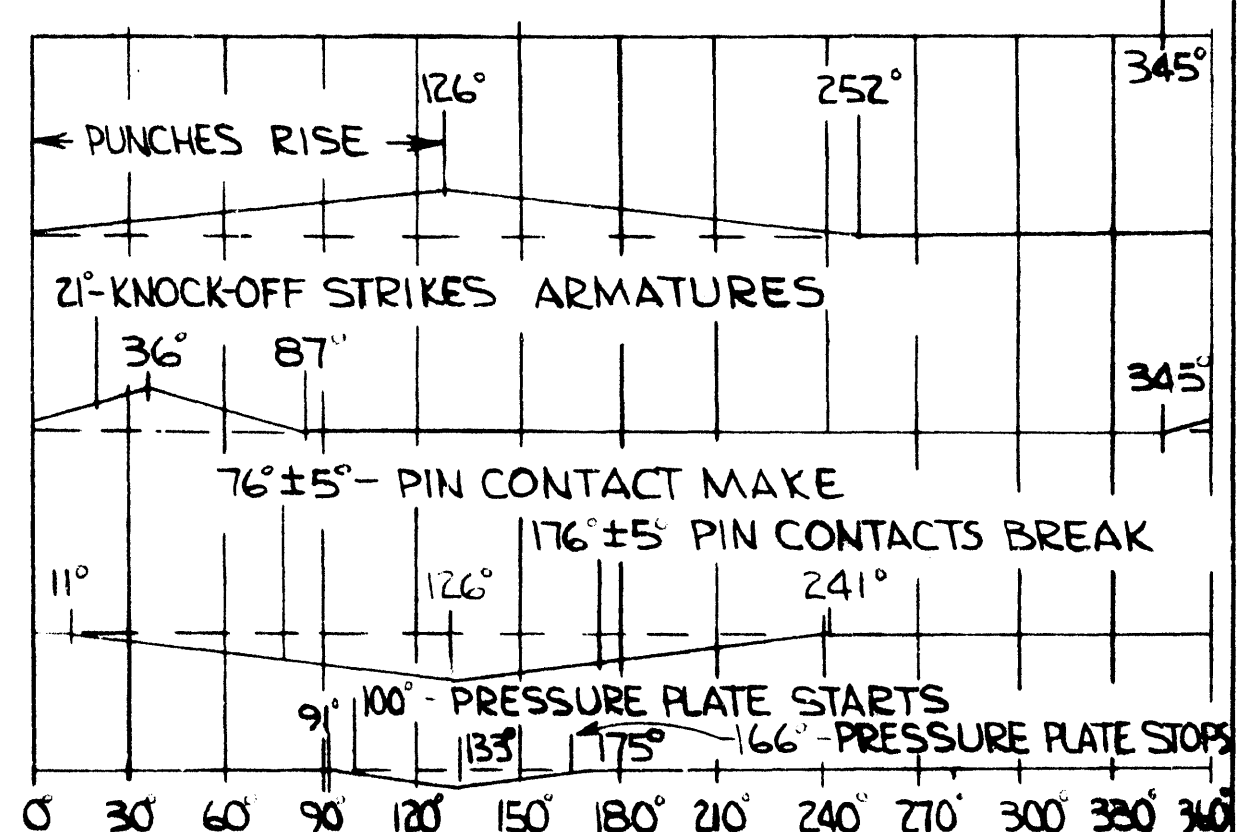 345°
126° 252°
PUNCHES RISE
21°-KNOCK-OFF STRIKES ARMATURES
36° 87° 345°
76°±5°- PIN CONTACT MAKE
176°±5° PIN CONTACTS BREAK
11° 126° 241°
100° - PRESSURE PLATE STARTS
91° 133° 175° 166° - PRESSURE PLATE STOPS
0° 30° 60° 90° 120° 150° 180° 210° 240° 270° 300° 330° 360°